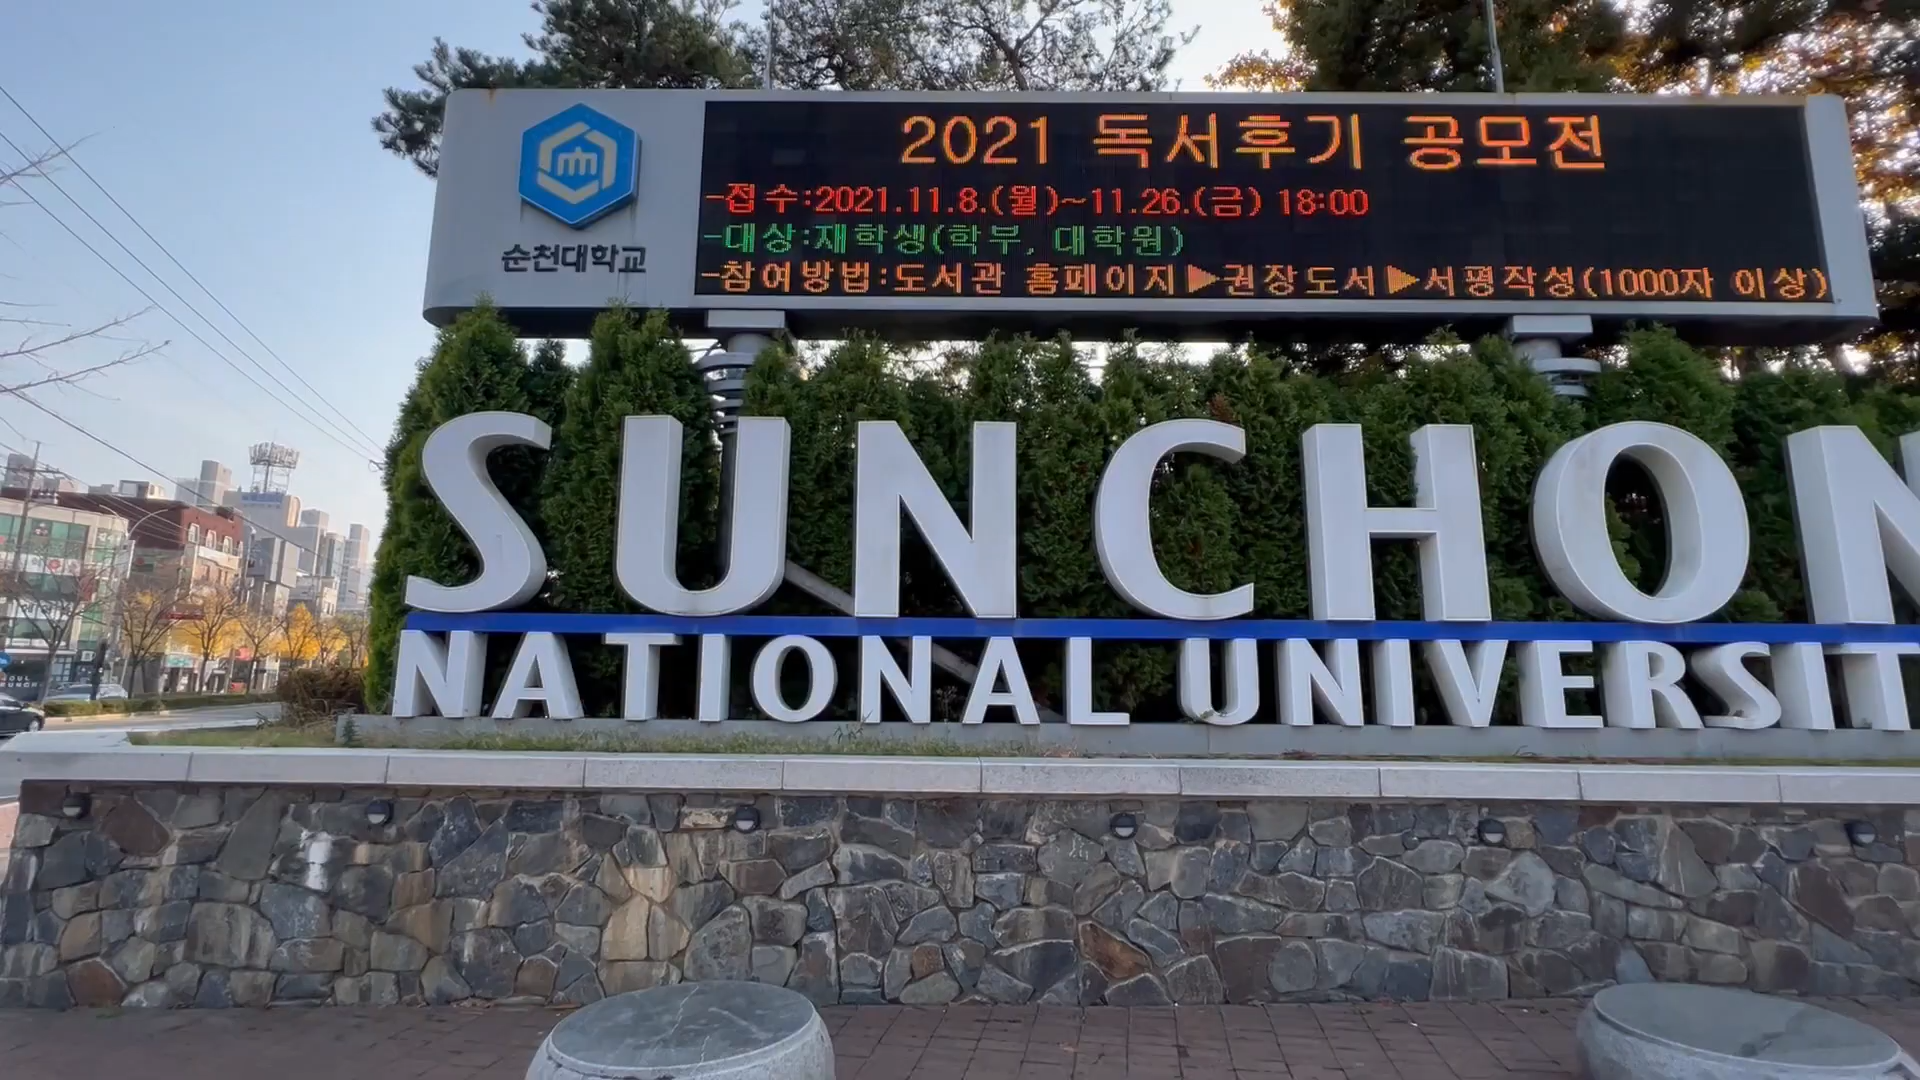 2021 독서후기 공모전
-접수:2021.11.8.(월)~11.26.(금) 18:00
-대상:재학생(학부, 대학원)
-참여방법:도서관 홈페이지▶권장도서▶서평작성(1000자 이상)
순천대학교
SUNCHON
NATIONAL UNIVERSIT